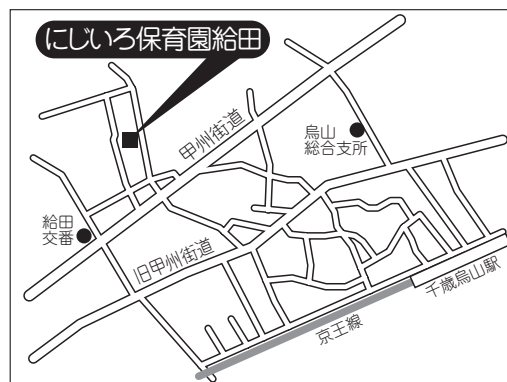 にじいろ保育園給田
甲州街道
烏山
総合支所
給田
交番
旧甲州街道
千歳烏山駅
京王線